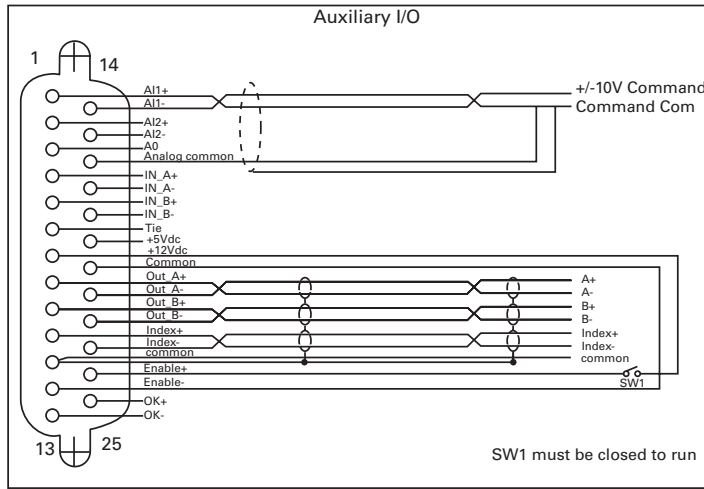 Auxiliary I/O
1
14
AI1+
AI1-
AI2+
AI2-
A0
Analog common
IN_A+
IN_A-
IN_B+
IN_B-
Tie
+5Vdc
+12Vdc
Common
Out_A+
Out_A-
Out_B+
Out_B-
Index+
Index-
common
Enable+
Enable-
OK+
OK-
13
25
+/-10V Command
Command Com
A+
A-
B+
B-
Index+
Index-
common
SW1
SW1 must be closed to run